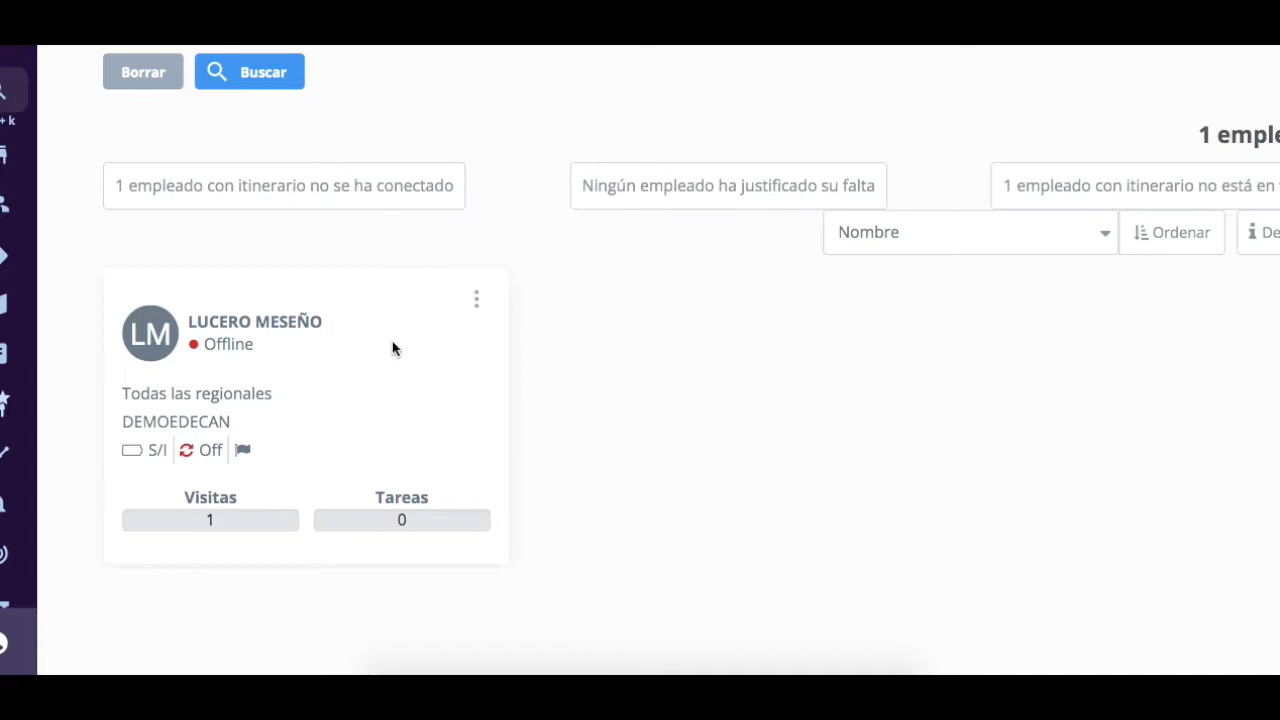 Borrar
Buscar
+ k
1 emple
1 empleado con itinerario no se ha conectado
Ningún empleado ha justificado su falta
1 empleado con itinerario no está en
Nombre
Ordenar
De
LM
LUCERO MESEÑO
Offline
Todas las regionales
DEMOEDECAN
S/I
Off
Visitas
Tareas
1
0